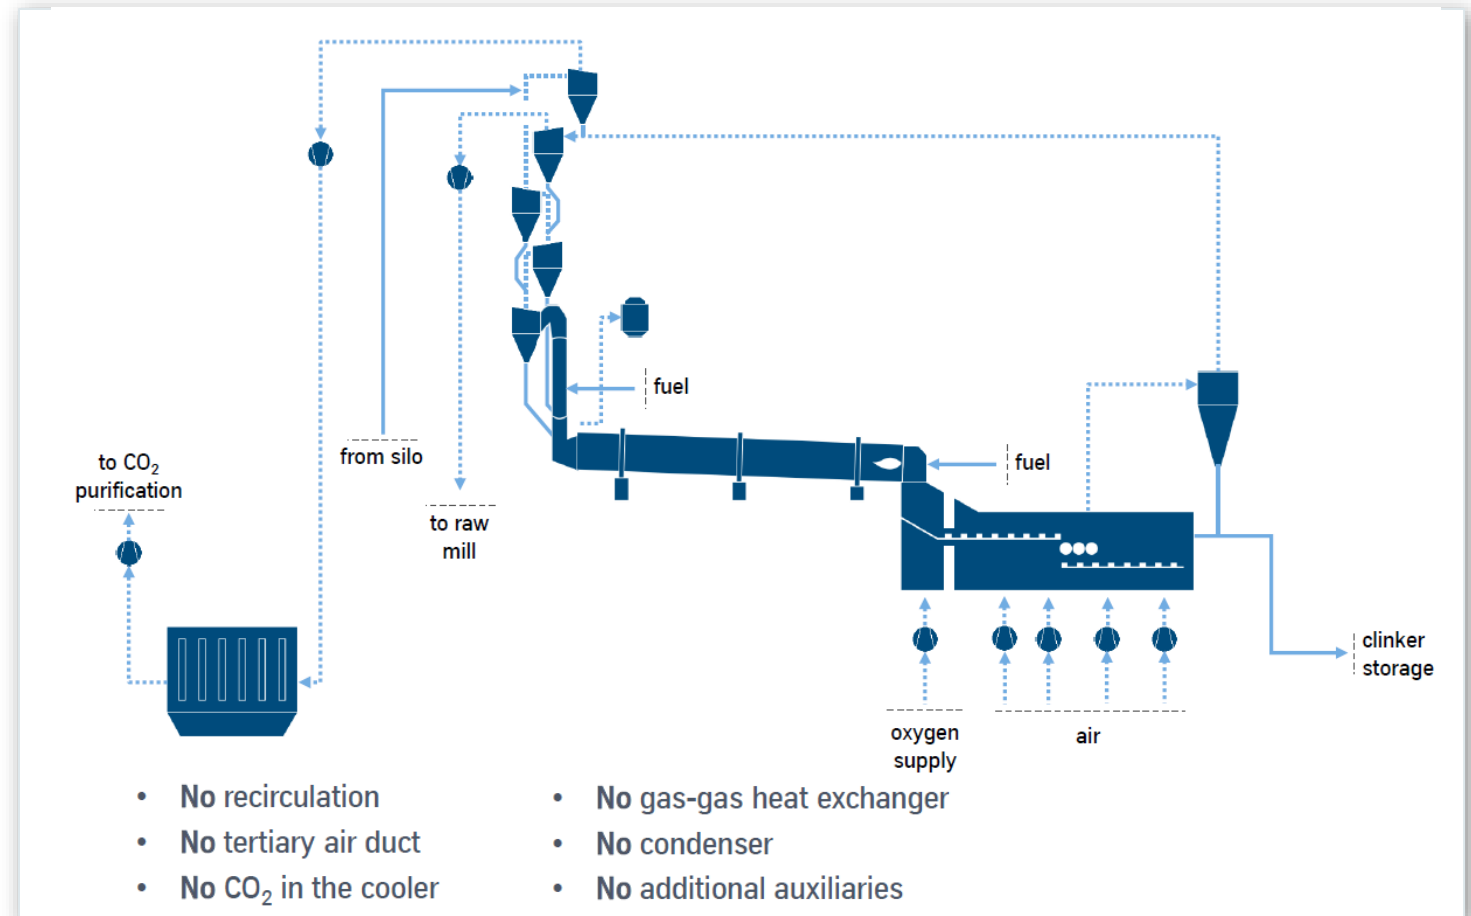 fuel
from silo
to CO₂
purification
fuel
to raw
mill
clinker
storage
oxygen
supply
air
• No recirculation
• No tertiary air duct
• No CO₂ in the cooler
• No gas-gas heat exchanger
• No condenser
• No additional auxiliaries